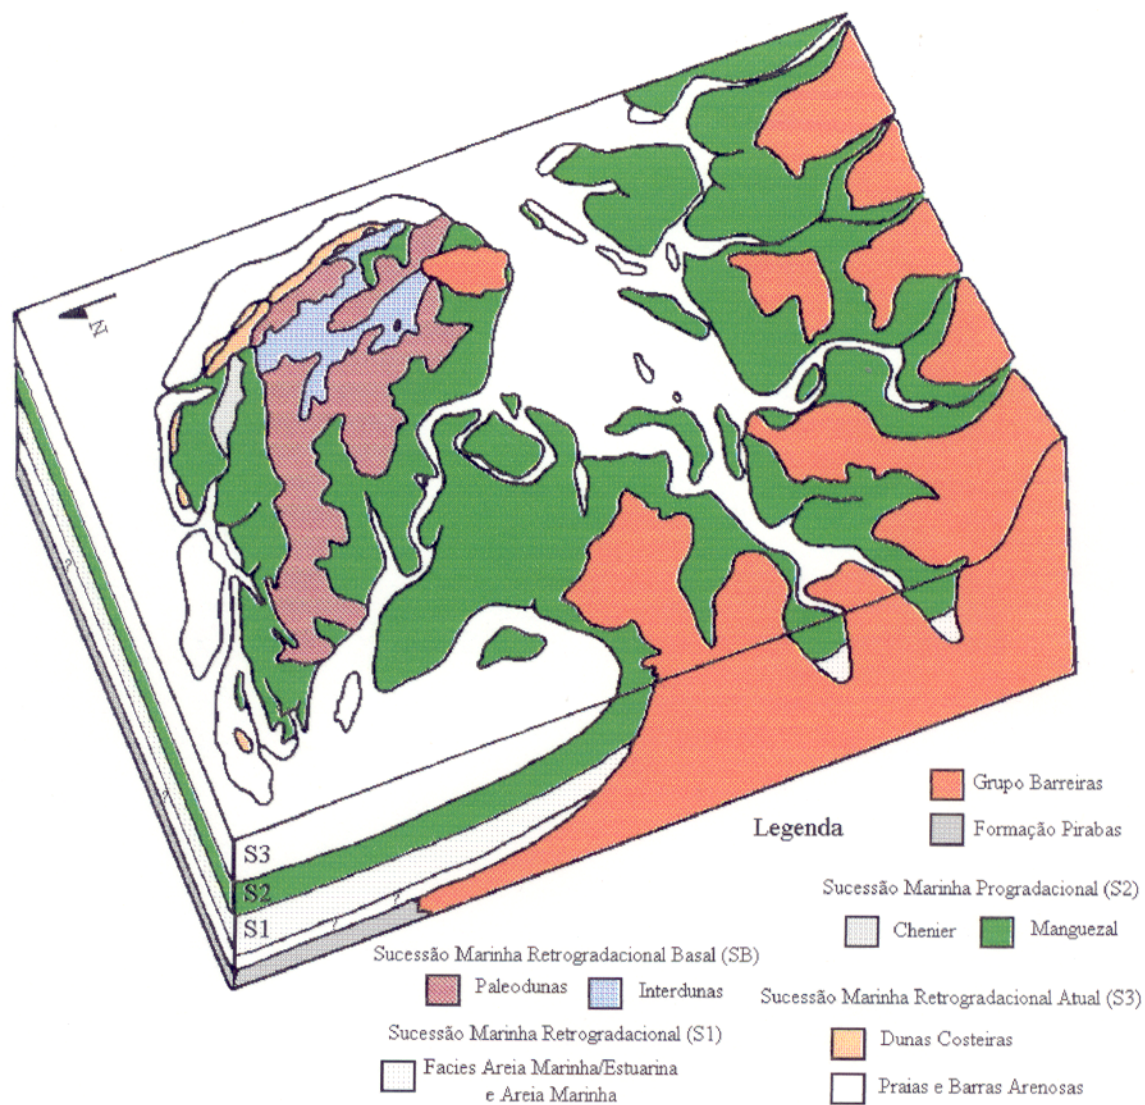 N
S3
S2
S1
?
?
?
?
Legenda
Grupo Barreiras
Formação Pirabas
Sucessão Marinha Progradacional (S2)
Chenier
Manguezal
Sucessão Marinha Retrogradacional Basal (SB)
Paleodunas
Interdunas
Sucessão Marinha Retrogradacional Atual (S3)
Sucessão Marinha Retrogradacional (S1)
Dunas Costeiras
Facies Areia Marinha/Estuarina
e Areia Marinha
Praias e Barras Arenosas